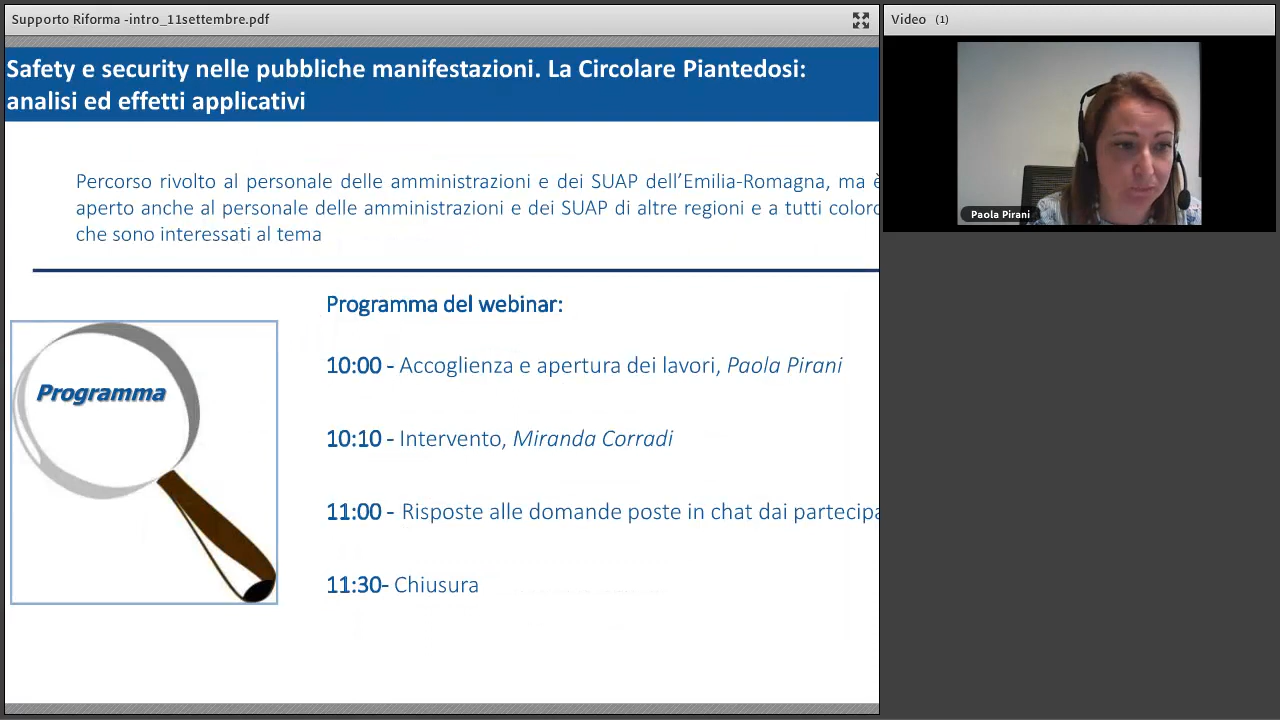 Supporto Riforma -intro_11settembre.pdf
Video (1)
Safety e security nelle pubbliche manifestazioni. La Circolare Piantedosi:
analisi ed effetti applicativi
Percorso rivolto al personale delle amministrazioni e dei SUAP dell'Emilia-Romagna, ma è
aperto anche al personale delle amministrazioni e dei SUAP di altre regioni e a tutti coloro
che sono interessati al tema
Paola Pirani
Programma del webinar:
Programma
10:00 - Accoglienza e apertura dei lavori, Paola Pirani
10:10 - Intervento, Miranda Corradi
11:00 - Risposte alle domande poste in chat dai partecipa
11:30- Chiusura